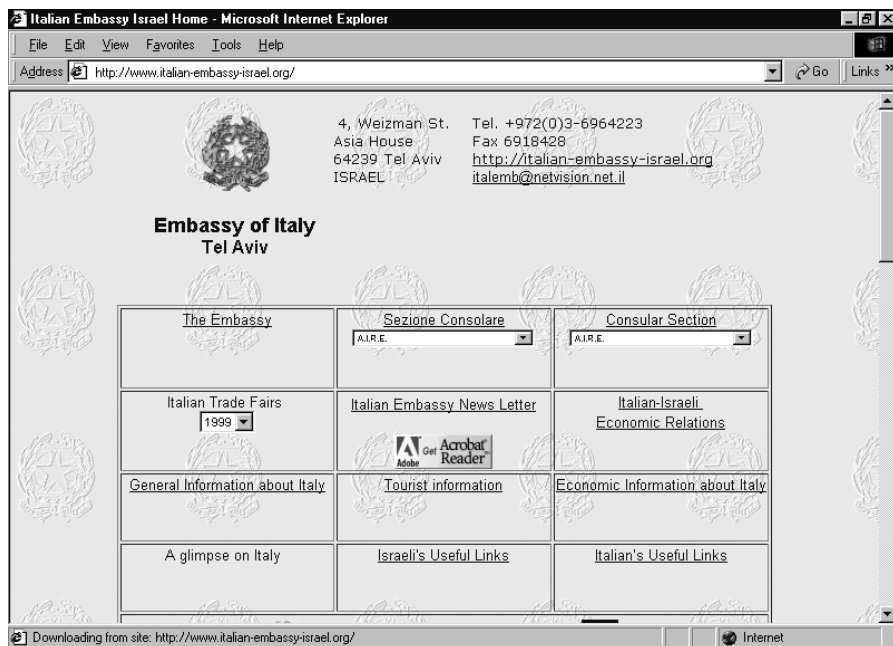 Italian Embassy Israel Home - Microsoft Internet Explorer
File Edit View Favorites Tools Help
Address http://www.italian-embassy-israel.org/ Go Links »
4, Weizman St. Tel. +972(0)3-6964223
Asia House Fax 6918428
64239 Tel Aviv http://italian-embassy-israel.org
ISRAEL italemb@netvision.net.il
Embassy of Italy
Tel Aviv
The Embassy Sezione Consolare Consular Section
A.I.R.E. A.I.R.E.
Italian Trade Fairs Italian Embassy News Letter Italian-Israeli
1999 Economic Relations
Adobe Get Acrobat Reader
General Information about Italy Tourist information Economic Information about Italy
A glimpse on Italy Israeli's Useful Links Italian's Useful Links
Downloading from site: http://www.italian-embassy-israel.org/ Internet